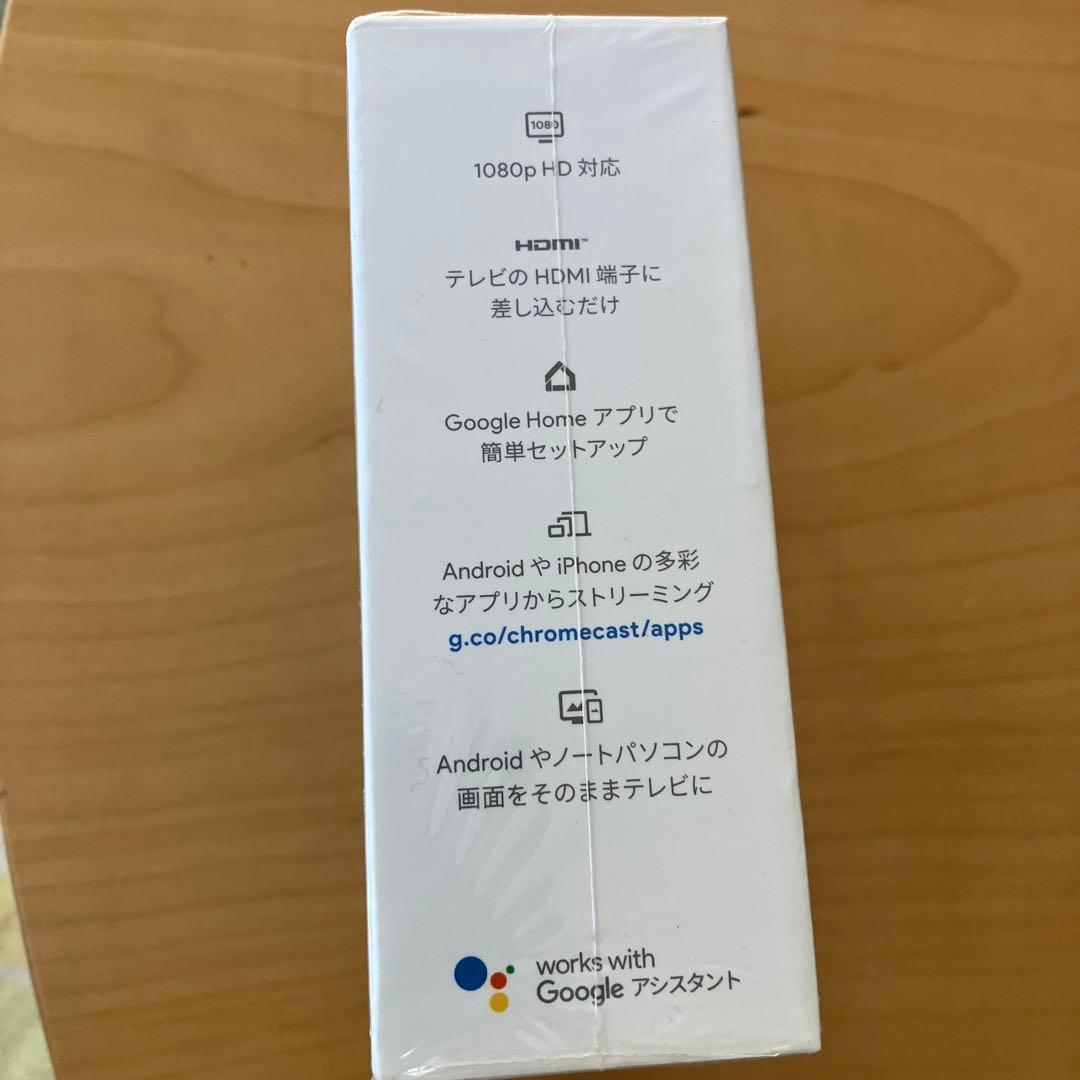 1080
1080p HD 対応
HDMI™
テレビの HDMI 端子に
差し込むだけ
Google Home アプリで
簡単セットアップ
Android や iPhone の多彩
なアプリからストリーミング
g.co/chromecast/apps
Android やノートパソコンの
画面をそのままテレビに
works with
Google アシスタント